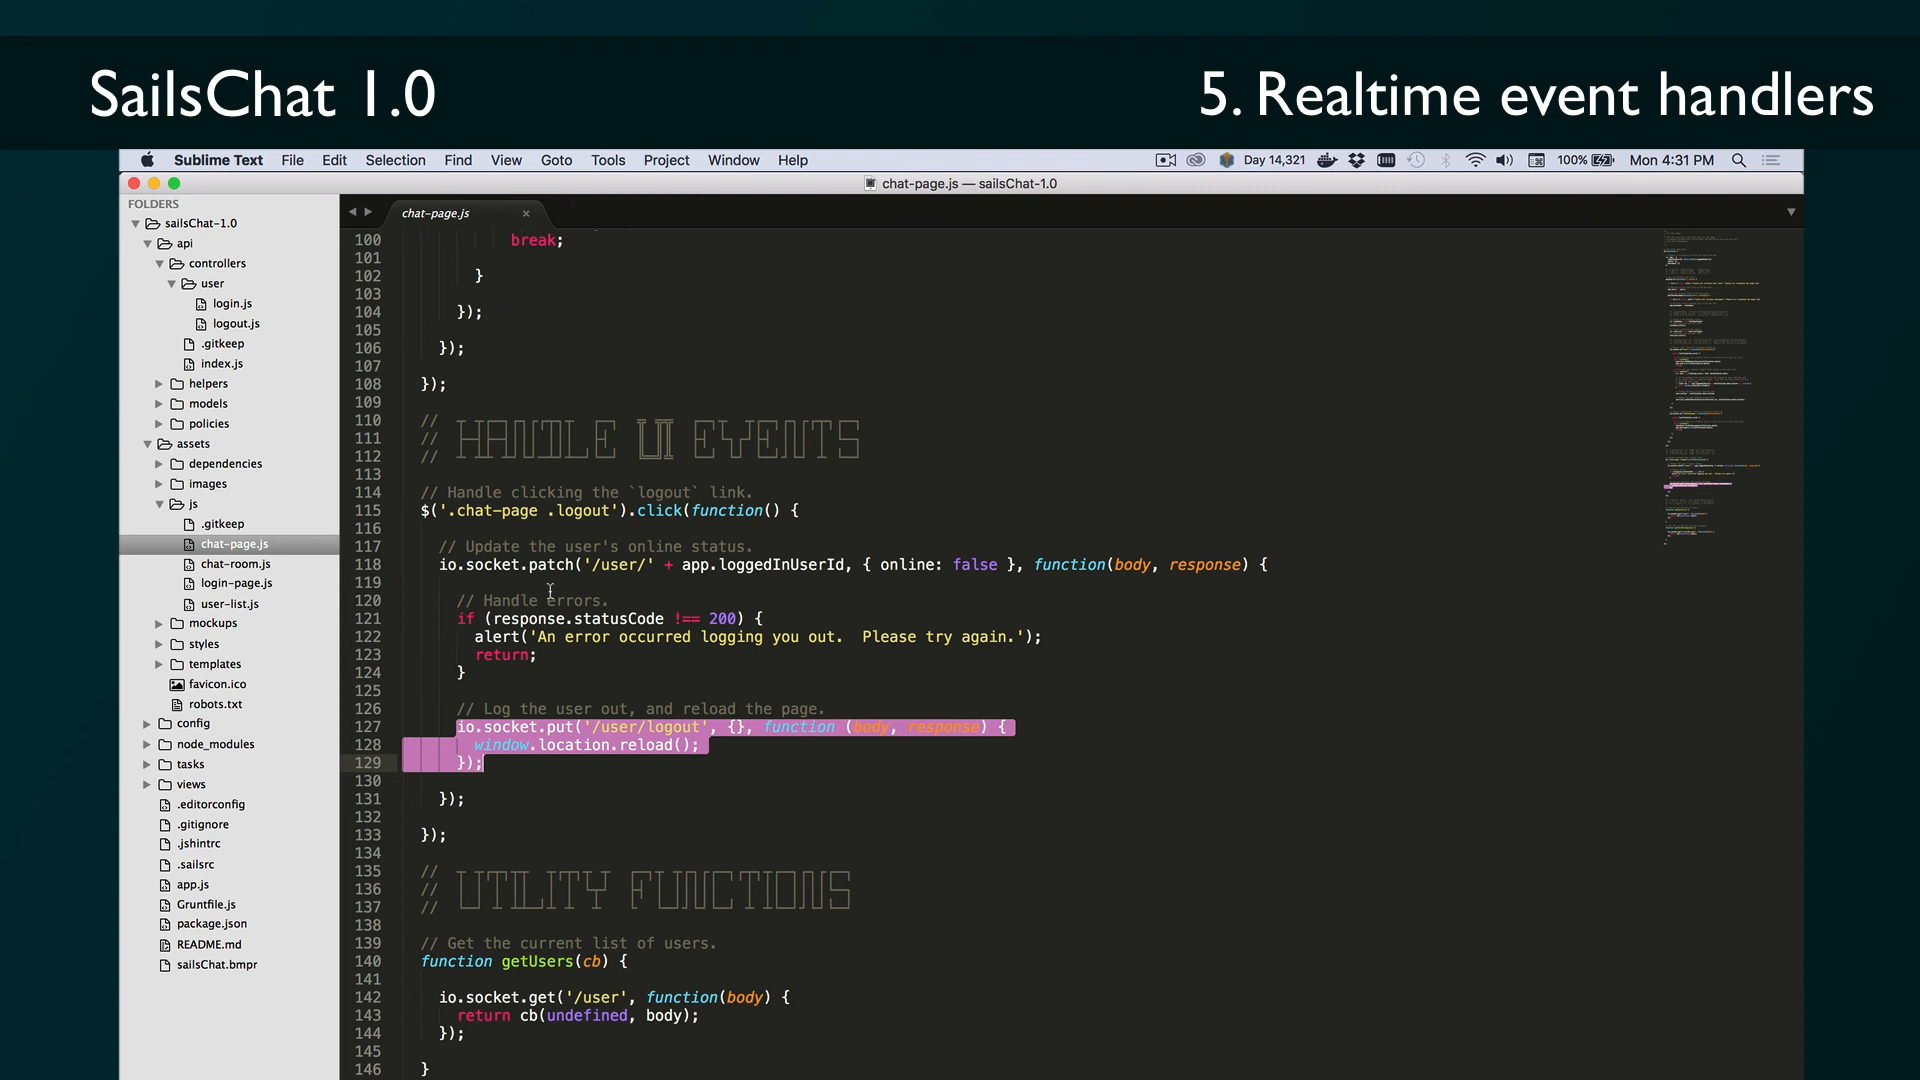 SailsChat 1.0
5. Realtime event handlers
Sublime Text File Edit Selection Find View Goto Tools Project Window Help Day 14,321 100% Mon 4:31 PM
chat-page.js — sailsChat-1.0
FOLDERS
sailsChat-1.0
api
controllers
user
login.js
logout.js
.gitkeep
index.js
helpers
models
policies
assets
dependencies
images
js
.gitkeep
chat-page.js
chat-room.js
login-page.js
user-list.js
mockups
styles
templates
favicon.ico
robots.txt
config
node_modules
tasks
views
.editorconfig
.gitignore
.jshintrc
.sailsrc
app.js
Gruntfile.js
package.json
README.md
sailsChat.bmpr
chat-page.js ×
100 break;
101
102 }
103
104 });
105
106 });
107
108 });
109
110 //
111 // HANDLE UI EVENTS
112 //
113
114 // Handle clicking the `logout` link.
115 $('.chat-page .logout').click(function() {
116
117 // Update the user's online status.
118 io.socket.patch('/user/' + app.loggedInUserId, { online: false }, function(body, response) {
119
120 // Handle errors.
121 if (response.statusCode !== 200) {
122 alert('An error occurred logging you out.  Please try again.');
123 return;
124 }
125
126 // Log the user out, and reload the page.
127 io.socket.put('/user/logout', {}, function (body, response) {
128 window.location.reload();
129 });
130
131 });
132
133 });
134
135 //
136 // UTILITY FUNCTIONS
137 //
138
139 // Get the current list of users.
140 function getUsers(cb) {
141
142 io.socket.get('/user', function(body) {
143 return cb(undefined, body);
144 });
145
146 }